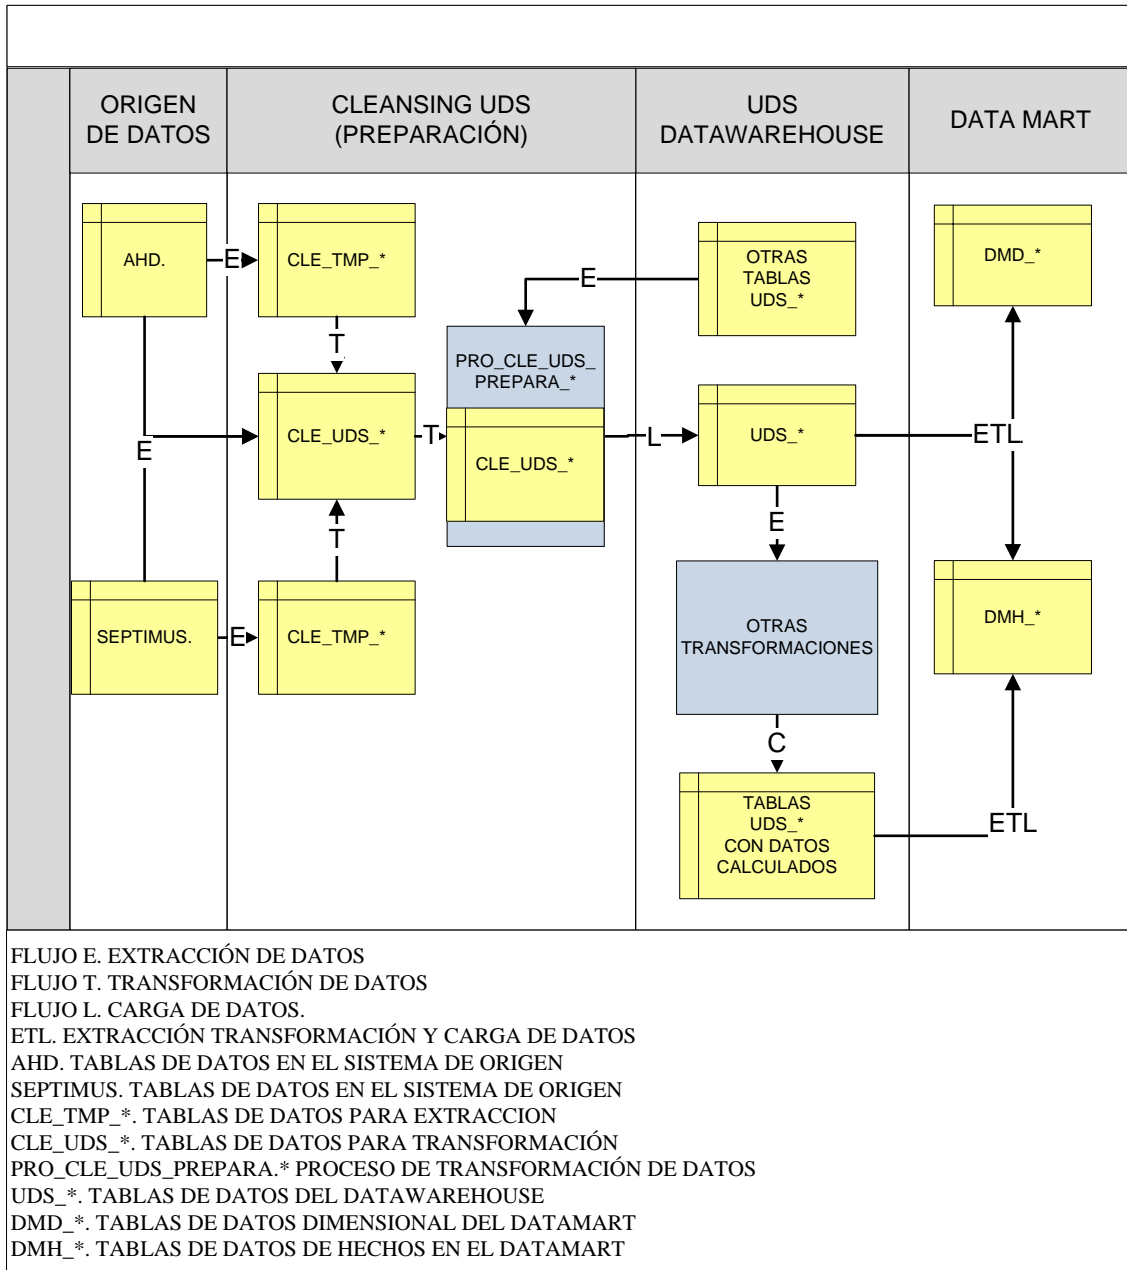 ORIGEN
DE DATOS
CLEANSING UDS
(PREPARACIÓN)
UDS
DATAWAREHOUSE
DATA MART
AHD.
E
CLE_TMP_*
T
E
CLE_UDS_*
T
T
SEPTIMUS.
E
CLE_TMP_*
E
PRO_CLE_UDS_
PREPARA_*
CLE_UDS_*
L
OTRAS
TABLAS
UDS_*
UDS_*
E
OTRAS
TRANSFORMACIONES
C
TABLAS
UDS_*
CON DATOS
CALCULADOS
DMD_*
ETL
DMH_*
ETL
FLUJO E. EXTRACCIÓN DE DATOS
FLUJO T. TRANSFORMACIÓN DE DATOS
FLUJO L. CARGA DE DATOS.
ETL. EXTRACCIÓN TRANSFORMACIÓN Y CARGA DE DATOS
AHD. TABLAS DE DATOS EN EL SISTEMA DE ORIGEN
SEPTIMUS. TABLAS DE DATOS EN EL SISTEMA DE ORIGEN
CLE_TMP_*. TABLAS DE DATOS PARA EXTRACCION
CLE_UDS_*. TABLAS DE DATOS PARA TRANSFORMACIÓN
PRO_CLE_UDS_PREPARA.* PROCESO DE TRANSFORMACIÓN DE DATOS
UDS_*. TABLAS DE DATOS DEL DATAWAREHOUSE
DMD_*. TABLAS DE DATOS DIMENSIONAL DEL DATAMART
DMH_*. TABLAS DE DATOS DE HECHOS EN EL DATAMART